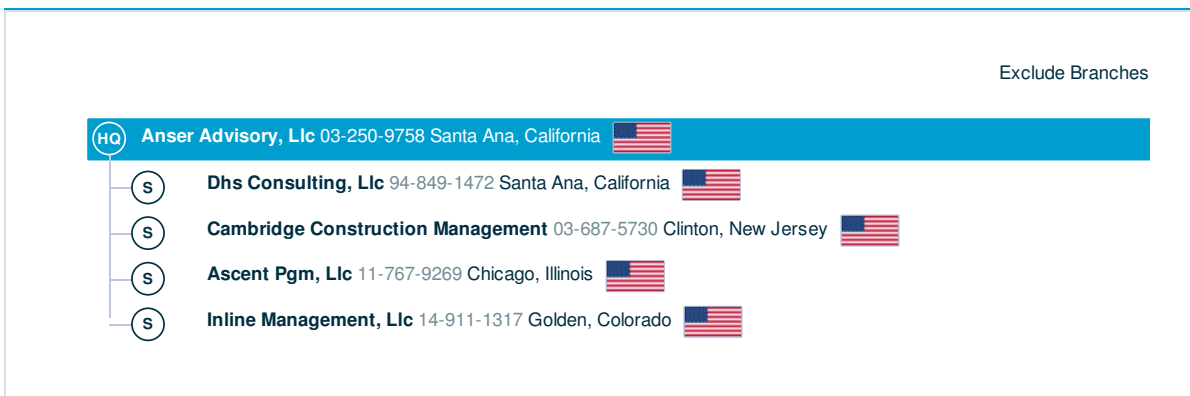 Exclude Branches
HQ Anser Advisory, Llc 03-250-9758 Santa Ana, California
S Dhs Consulting, Llc 94-849-1472 Santa Ana, California
S Cambridge Construction Management 03-687-5730 Clinton, New Jersey
S Ascent Pgm, Llc 11-767-9269 Chicago, Illinois
S Inline Management, Llc 14-911-1317 Golden, Colorado